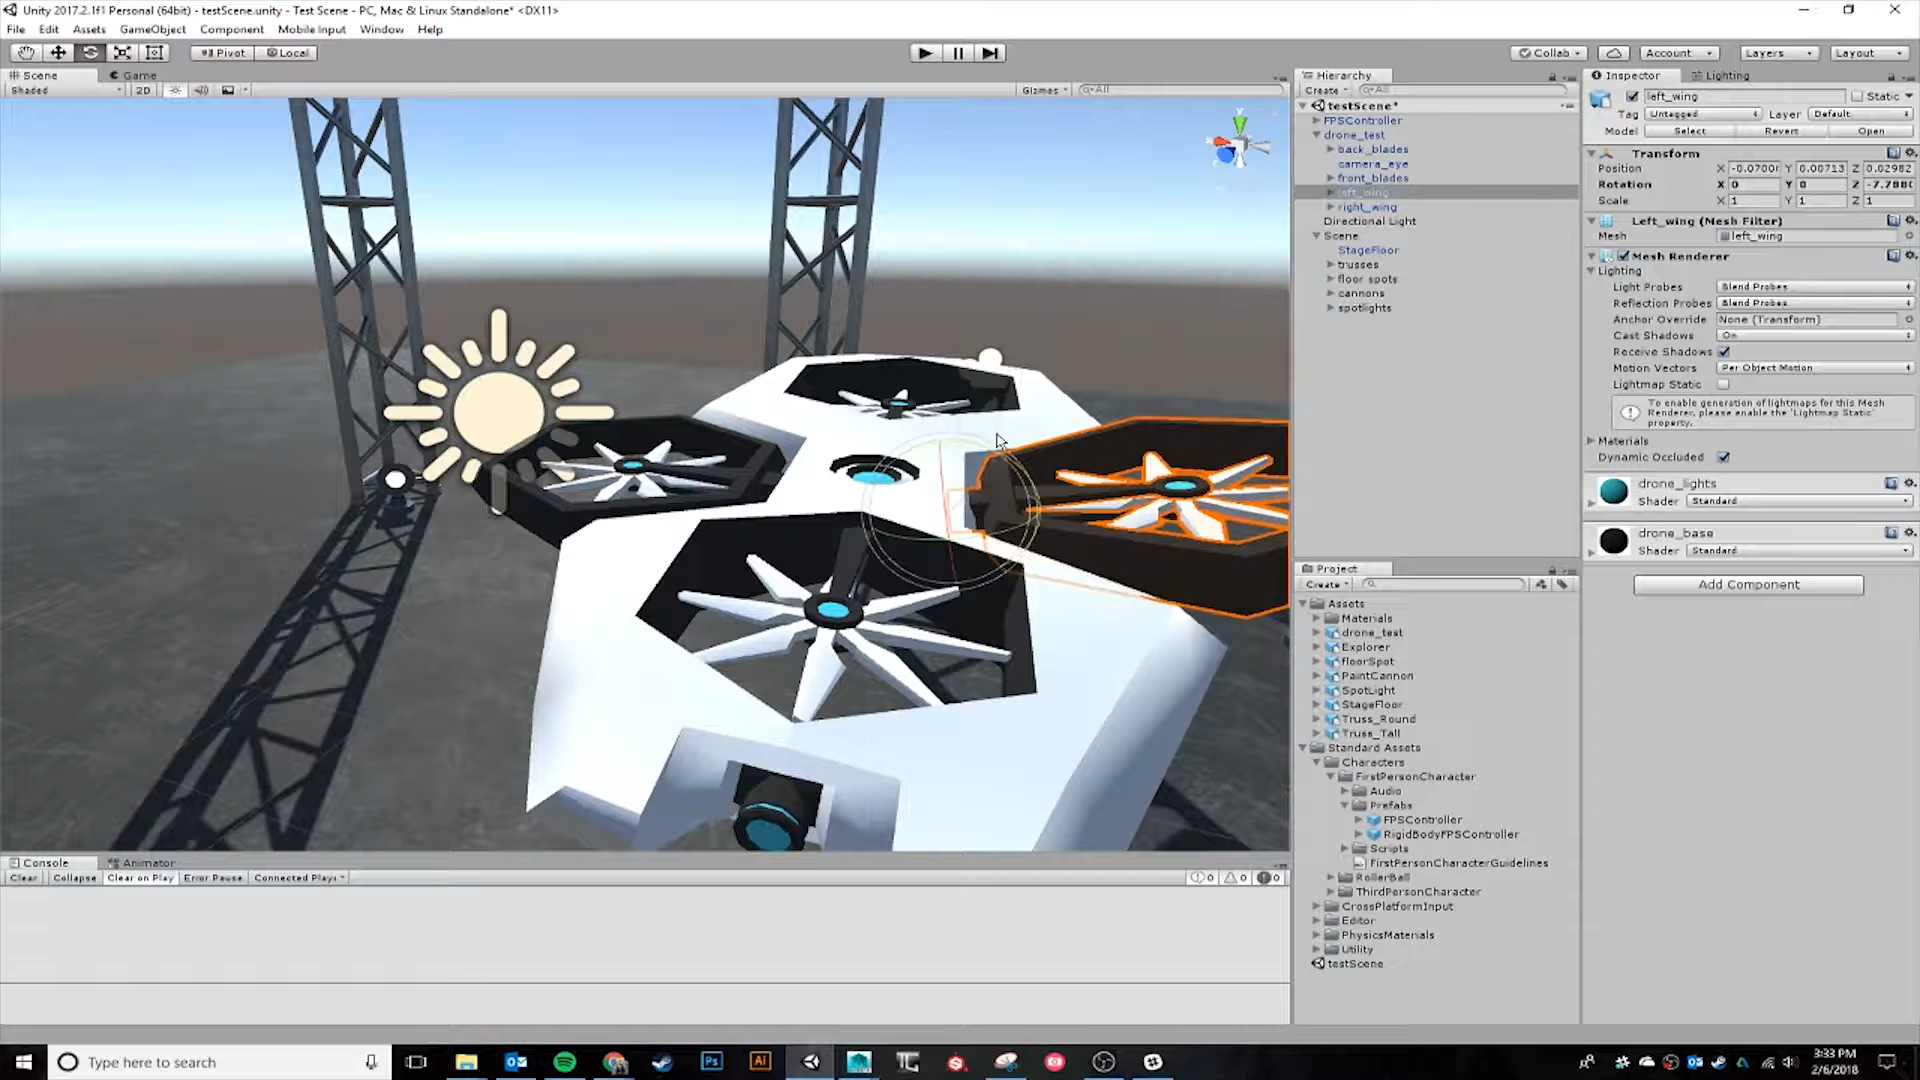 Unity 2017.2.1f1 Personal (64bit) - testScene.unity - Test Scene - PC, Mac & Linux Standalone* <DX11>
File Edit Assets GameObject Component Mobile Input Window Help
Pivot Local Collab Account Layers Layout
Scene Game
Shaded 2D Gizmos All
Hierarchy
Create All
testScene*
FPSController
drone_test
back_blades
camera_eye
front_blades
left_wing
right_wing
Directional Light
Scene
StageFloor
trusses
floor spots
cannons
spotlights
Inspector Lighting
left_wing Static
Tag Untagged Layer Default
Model Select Revert Open
Transform
Position X -0.0700 Y 0.00713 Z 0.02982
Rotation X 0 Y 0 Z -7.788
Scale X 1 Y 1 Z 1
Left_wing (Mesh Filter)
Mesh left_wing
Mesh Renderer
Lighting
Light Probes Blend Probes
Reflection Probes Blend Probes
Anchor Override None (Transform)
Cast Shadows On
Receive Shadows
Motion Vectors Per Object Motion
Lightmap Static
To enable generation of lightmaps for this Mesh
Renderer, please enable the 'Lightmap Static'
property.
Materials
Dynamic Occluded
drone_lights
Shader Standard
drone_base
Shader Standard
Add Component
Project
Create
Assets
Materials
drone_test
Explorer
floorSpot
PaintCannon
SpotLight
StageFloor
Truss_Round
Truss_Tall
Standard Assets
Characters
FirstPersonCharacter
Audio
Prefabs
FPSController
RigidBodyFPSController
Scripts
FirstPersonCharacterGuidelines
RollerBall
ThirdPersonCharacter
CrossPlatformInput
Editor
PhysicsMaterials
Utility
testScene
Console Animator
Clear Collapse Clear on Play Error Pause Connected Play 0 0 0
Type here to search
Ps Ai
3:33 PM
2/6/2018